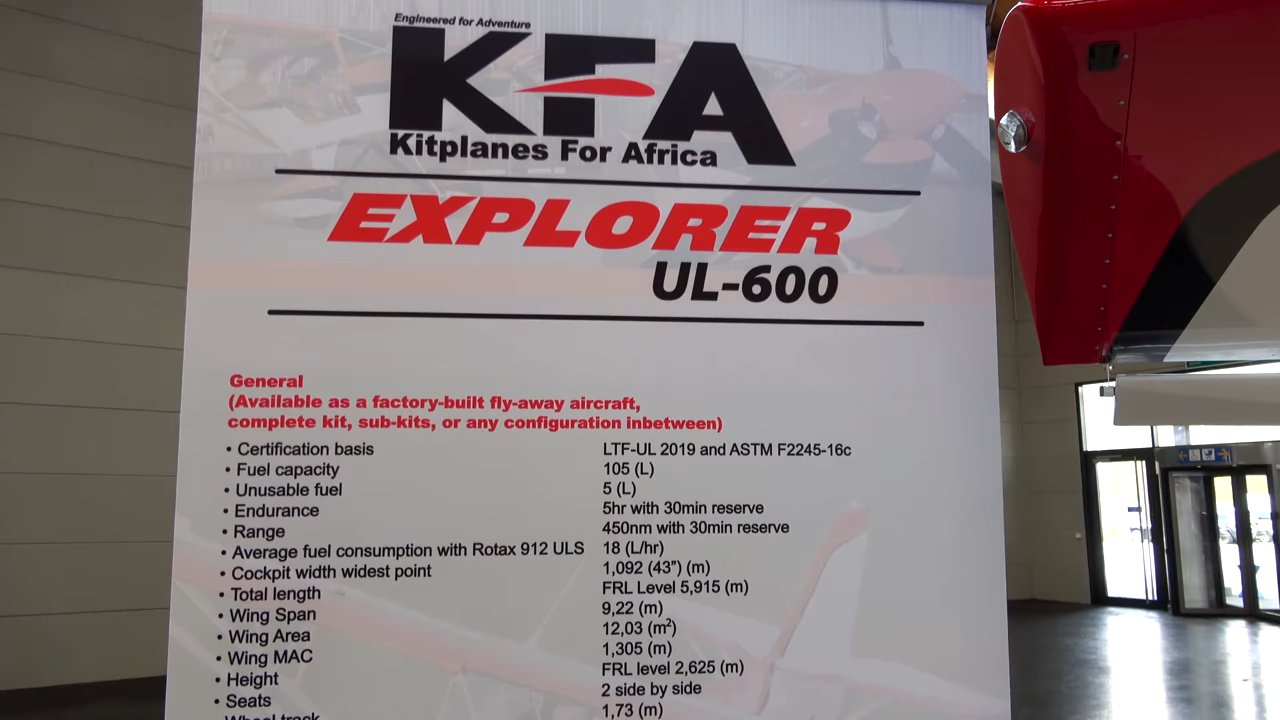 Engineered for Adventure
KFA
Kitplanes For Africa
EXPLORER
UL-600
General
(Available as a factory-built fly-away aircraft,
complete kit, sub-kits, or any configuration inbetween)
• Certification basis LTF-UL 2019 and ASTM F2245-16c
• Fuel capacity 105 (L)
• Unusable fuel 5 (L)
• Endurance 5hr with 30min reserve
• Range 450nm with 30min reserve
• Average fuel consumption with Rotax 912 ULS 18 (L/hr)
• Cockpit width widest point 1,092 (43”) (m)
• Total length FRL Level 5,915 (m)
• Wing Span 9,22 (m)
• Wing Area 12,03 (m²)
• Wing MAC 1,305 (m)
• Height FRL level 2,625 (m)
• Seats 2 side by side
• Wheel track 1,73 (m)